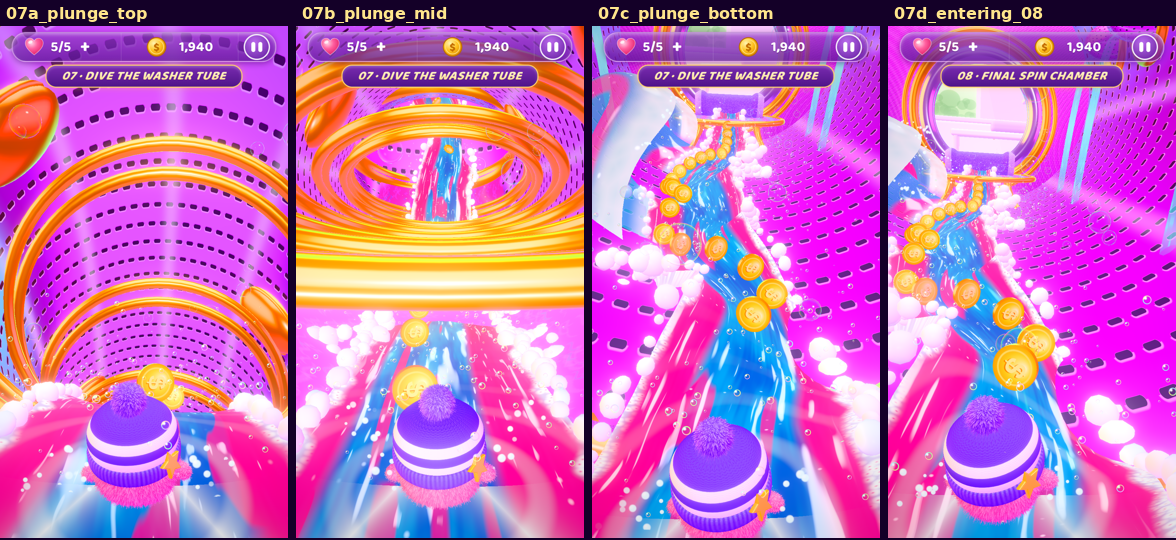 07a_plunge_top
5/5 +
$
1,940
07 · DIVE THE WASHER TUBE
07b_plunge_mid
5/5 +
$
1,940
07 · DIVE THE WASHER TUBE
07c_plunge_bottom
5/5 +
$
1,940
07 · DIVE THE WASHER TUBE
07d_entering_08
5/5 +
$
1,940
08 · FINAL SPIN CHAMBER